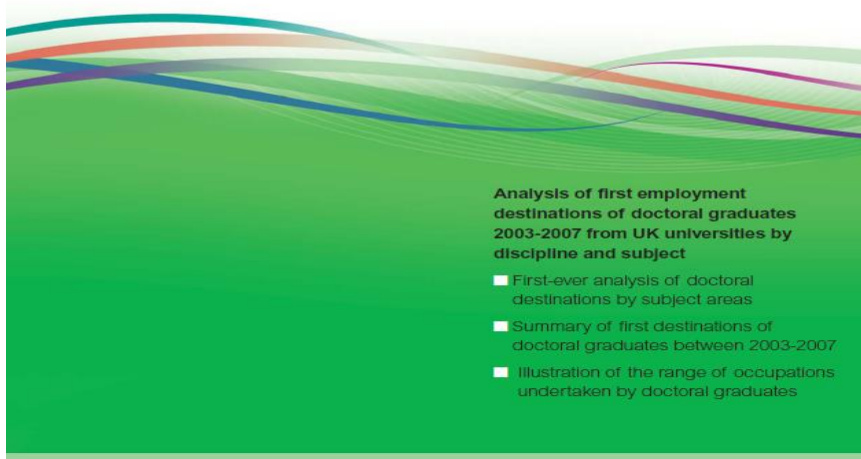 Analysis of first employment
destinations of doctoral graduates
2003-2007 from UK universities by
discipline and subject
First-ever analysis of doctoral
destinations by subject areas
Summary of first destinations of
doctoral graduates between 2003-2007
Illustration of the range of occupations
undertaken by doctoral graduates